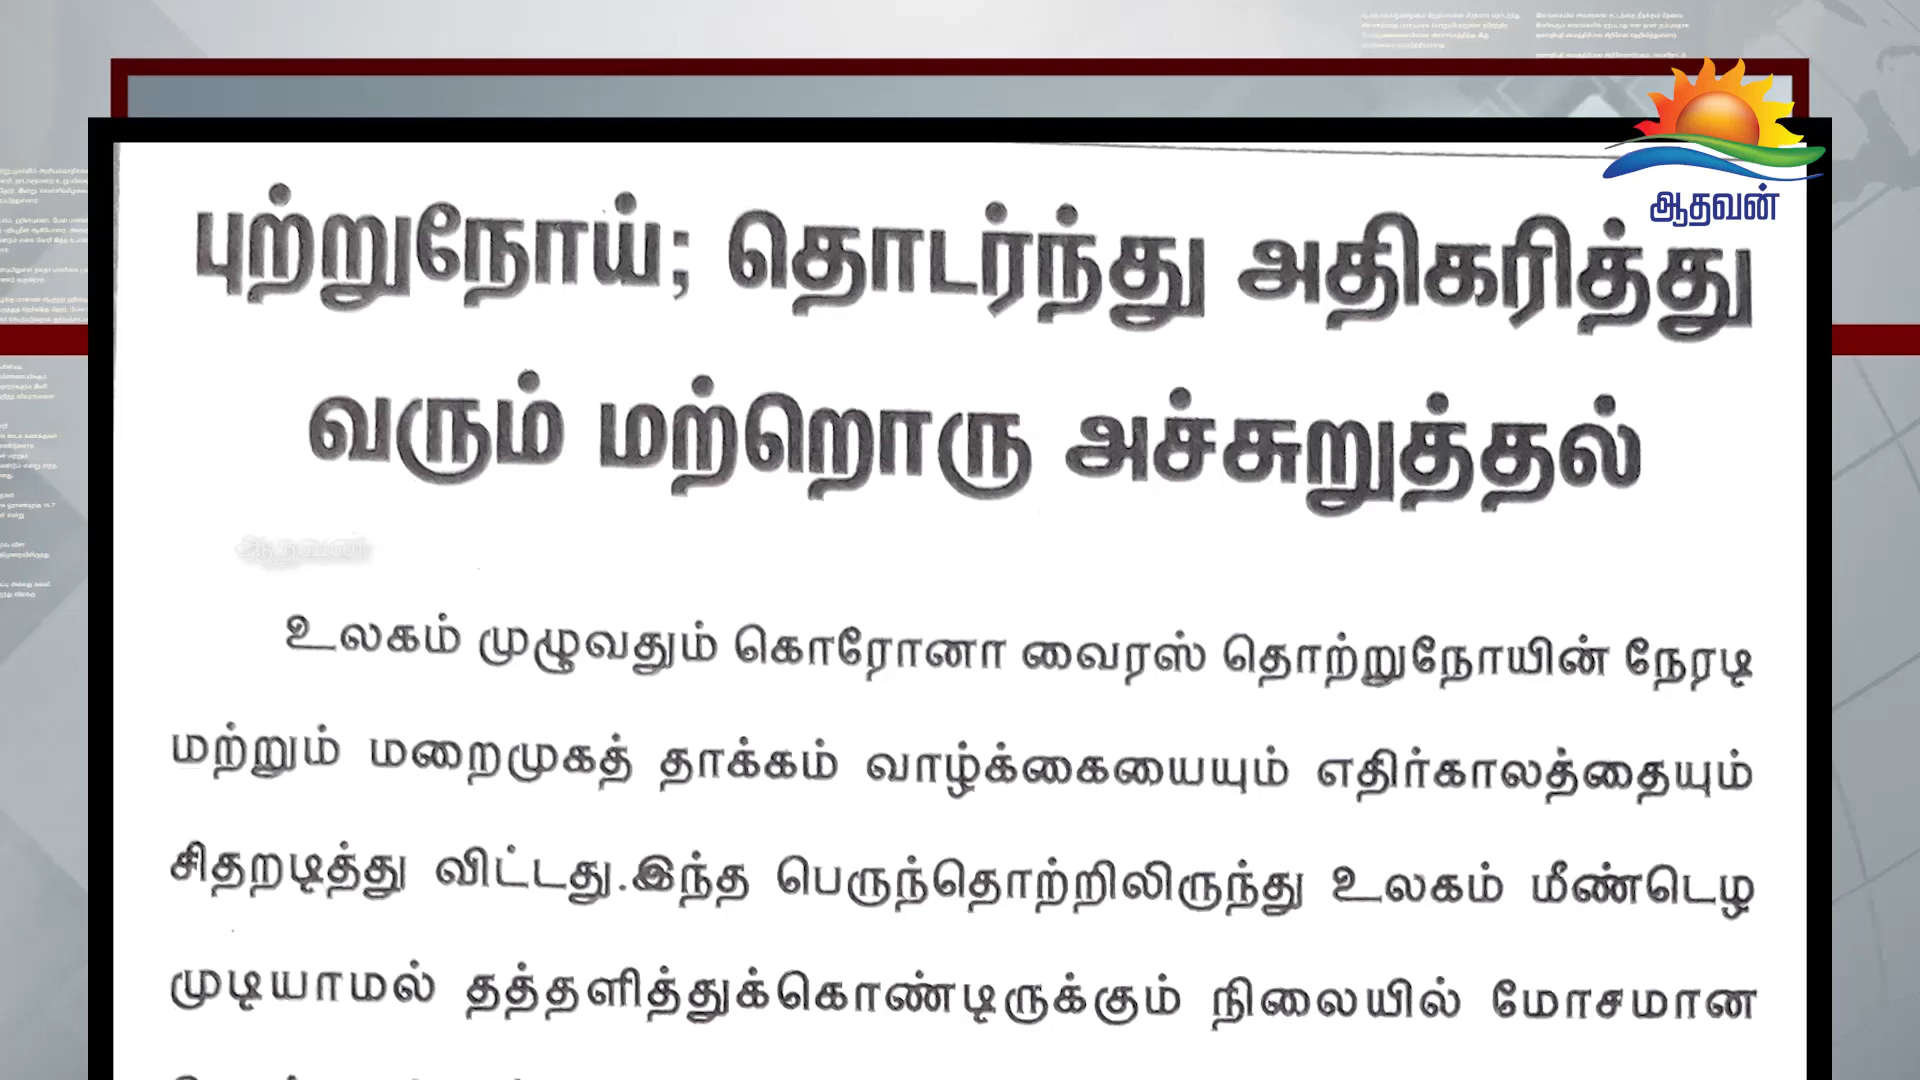 ஆதவன்
புற்றுநோய்; தொடர்ந்து அதிகரித்து
வரும் மற்றொரு அச்சுறுத்தல்
ஆதவன்
உலகம் முழுவதும் கொரோனா வைரஸ் தொற்றுநோயின் நேரடி
மற்றும் மறைமுகத் தாக்கம் வாழ்க்கையையும் எதிர்காலத்தையும்
சிதறடித்து விட்டது.இந்த பெருந்தொற்றிலிருந்து உலகம் மீண்டெழ
முடியாமல் தத்தளித்துக்கொண்டிருக்கும் நிலையில் மோசமான